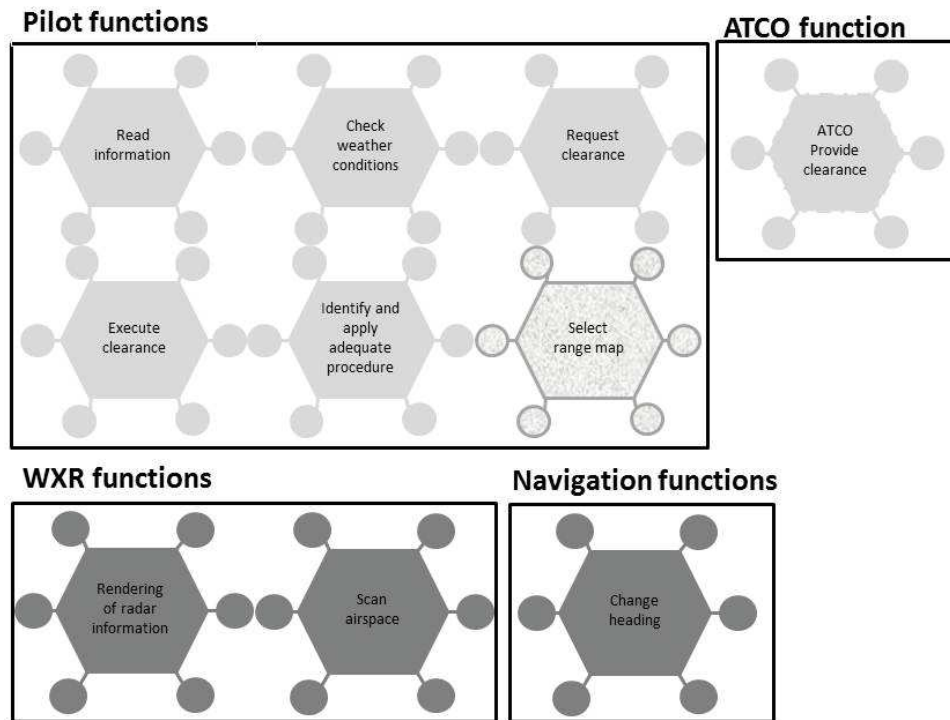 Pilot functions
ATCO function
Read
information
Check
weather
conditions
Request
clearance
ATCO
Provide
clearance
Execute
clearance
Identify and
apply
adequate
procedure
Select
range map
WXR functions
Navigation functions
Rendering
of radar
information
Scan
airspace
Change
heading